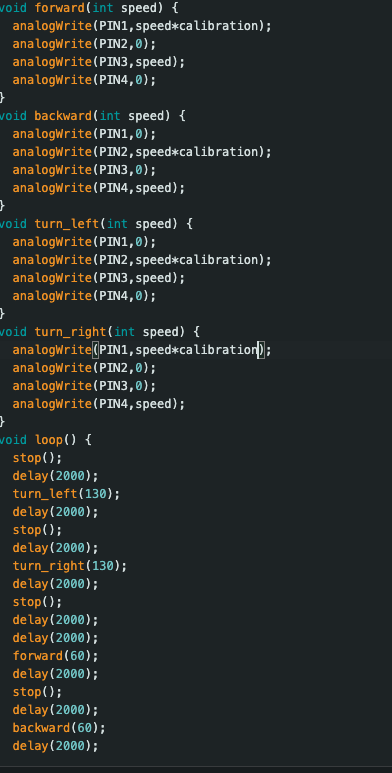 void forward(int speed) {
  analogWrite(PIN1,speed*calibration);
  analogWrite(PIN2,0);
  analogWrite(PIN3,speed);
  analogWrite(PIN4,0);
}
void backward(int speed) {
  analogWrite(PIN1,0);
  analogWrite(PIN2,speed*calibration);
  analogWrite(PIN3,0);
  analogWrite(PIN4,speed);
}
void turn_left(int speed) {
  analogWrite(PIN1,0);
  analogWrite(PIN2,speed*calibration);
  analogWrite(PIN3,speed);
  analogWrite(PIN4,0);
}
void turn_right(int speed) {
  analogWrite(PIN1,speed*calibration);
  analogWrite(PIN2,0);
  analogWrite(PIN3,0);
  analogWrite(PIN4,speed);
}
void loop() {
  stop();
  delay(2000);
  turn_left(130);
  delay(2000);
  stop();
  delay(2000);
  turn_right(130);
  delay(2000);
  stop();
  delay(2000);
  delay(2000);
  forward(60);
  delay(2000);
  stop();
  delay(2000);
  backward(60);
  delay(2000);